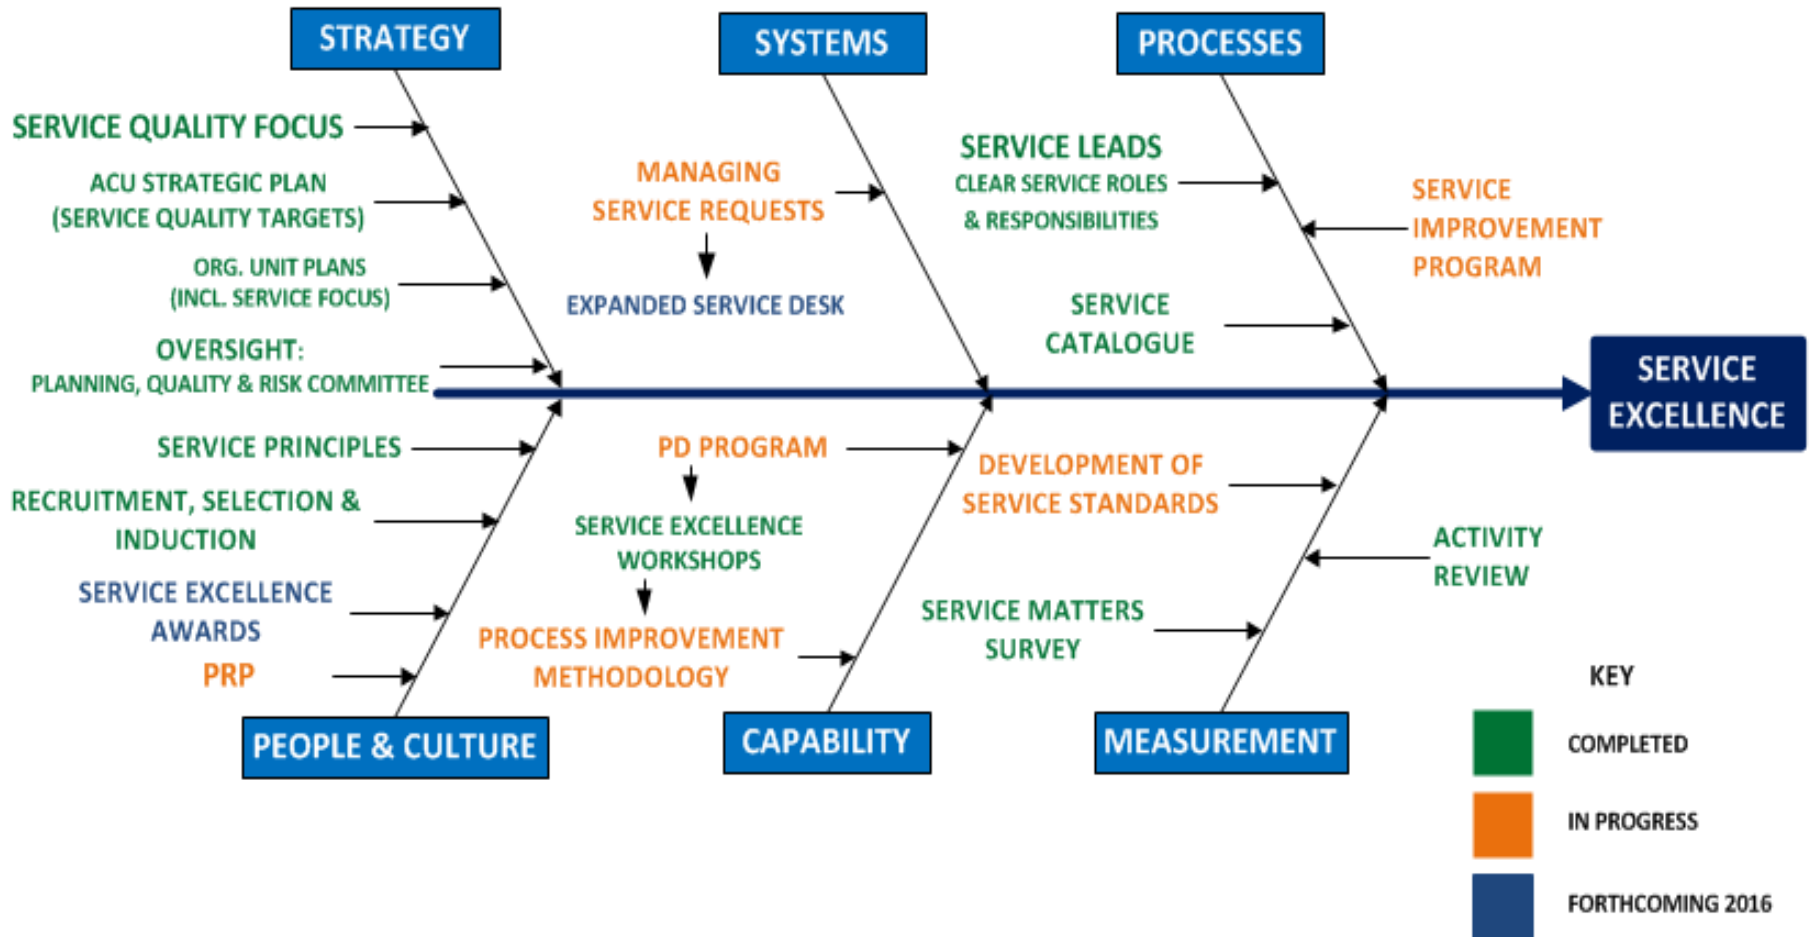 STRATEGY
SYSTEMS
PROCESSES
SERVICE QUALITY FOCUS
ACU STRATEGIC PLAN
(SERVICE QUALITY TARGETS)
ORG. UNIT PLANS
(INCL. SERVICE FOCUS)
OVERSIGHT:
PLANNING, QUALITY & RISK COMMITTEE
MANAGING
SERVICE REQUESTS
EXPANDED SERVICE DESK
SERVICE LEADS
CLEAR SERVICE ROLES
& RESPONSIBILITIES
SERVICE
IMPROVEMENT
PROGRAM
SERVICE
CATALOGUE
SERVICE
EXCELLENCE
SERVICE PRINCIPLES
RECRUITMENT, SELECTION &
INDUCTION
SERVICE EXCELLENCE
AWARDS
PRP
PD PROGRAM
SERVICE EXCELLENCE
WORKSHOPS
PROCESS IMPROVEMENT
METHODOLOGY
DEVELOPMENT OF
SERVICE STANDARDS
ACTIVITY
REVIEW
SERVICE MATTERS
SURVEY
PEOPLE & CULTURE
CAPABILITY
MEASUREMENT
KEY
COMPLETED
IN PROGRESS
FORTHCOMING 2016